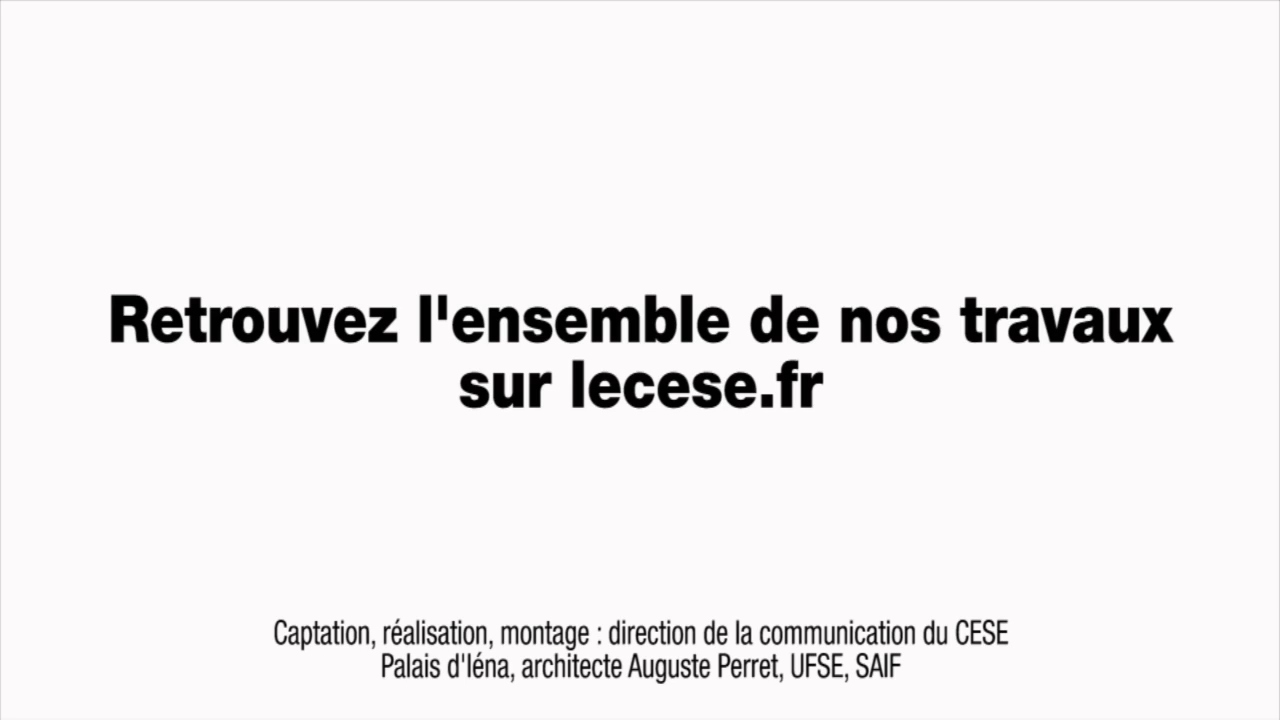 Retrouvez l'ensemble de nos travaux
sur lecese.fr
Captation, réalisation, montage : direction de la communication du CESE
Palais d'Iéna, architecte Auguste Perret, UFSE, SAIF